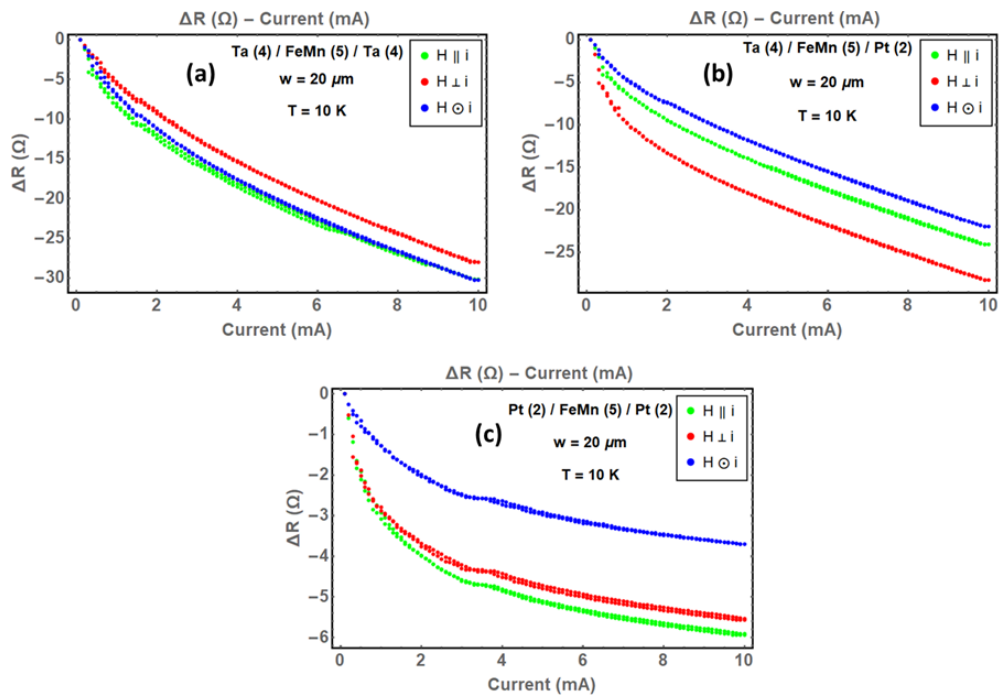 ΔR (Ω) – Current (mA)
0
−5
−10
−15
−20
−25
−30
ΔR (Ω)
Ta (4) / FeMn (5) / Ta (4)
(a)
w = 20 μm
T = 10 K
H ∥ i
H ⊥ i
H ⊙ i
0 2 4 6 8 10
Current (mA)
ΔR (Ω) – Current (mA)
0
−5
−10
−15
−20
−25
ΔR (Ω)
Ta (4) / FeMn (5) / Pt (2)
(b)
w = 20 μm
T = 10 K
H ∥ i
H ⊥ i
H ⊙ i
0 2 4 6 8 10
Current (mA)
ΔR (Ω) – Current (mA)
0
−1
−2
−3
−4
−5
−6
ΔR (Ω)
Pt (2) / FeMn (5) / Pt (2)
(c)
w = 20 μm
T = 10 K
H ∥ i
H ⊥ i
H ⊙ i
0 2 4 6 8 10
Current (mA)